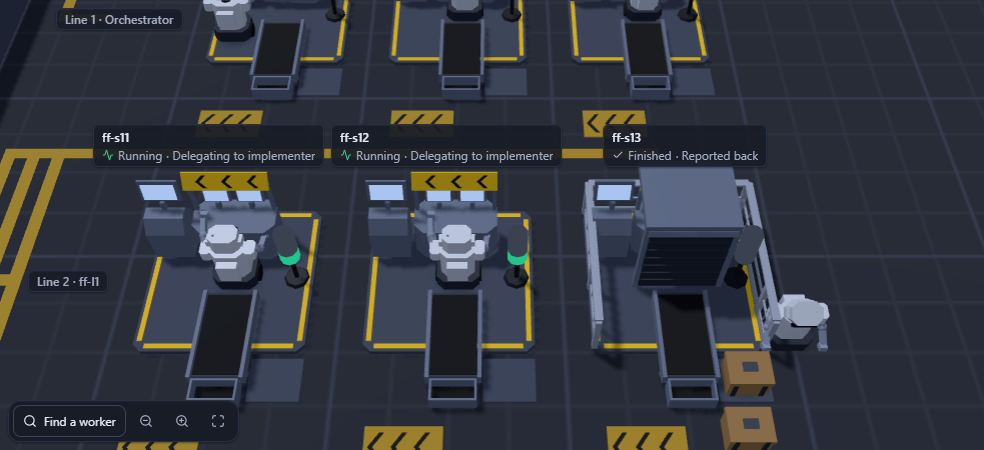 Line 1 · Orchestrator
ff-s11
Running · Delegating to implementer
ff-s12
Running · Delegating to implementer
ff-s13
Finished · Reported back
Line 2 · ff-l1
Find a worker